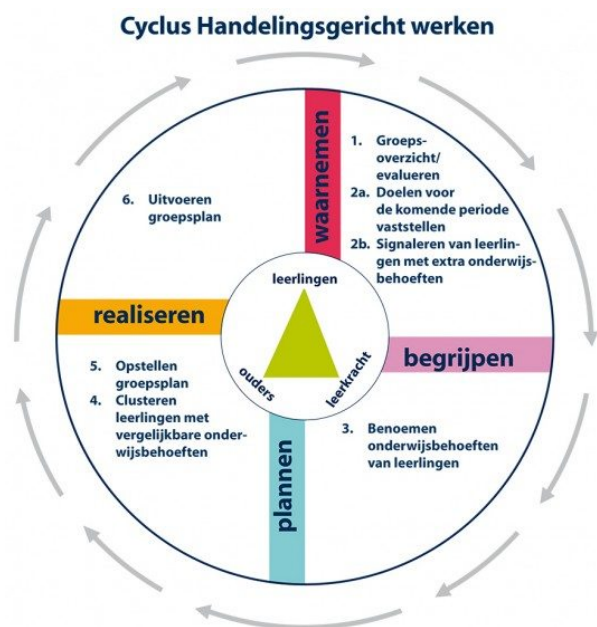 Cyclus Handelingsgericht werken
waarnemen
1. Groeps-
overzicht/
evalueren
2a. Doelen voor
de komende periode
vaststellen
2b. Signaleren van leerlin-
gen met extra onderwijs-
behoeften
begrijpen
3. Benoemen
onderwijsbehoeften
van leerlingen
plannen
5. Opstellen
groepsplan
4. Clusteren
leerlingen met
vergelijkbare onder-
wijsbehoeften
realiseren
6. Uitvoeren
groepsplan
leerlingen
ouders
leerkracht